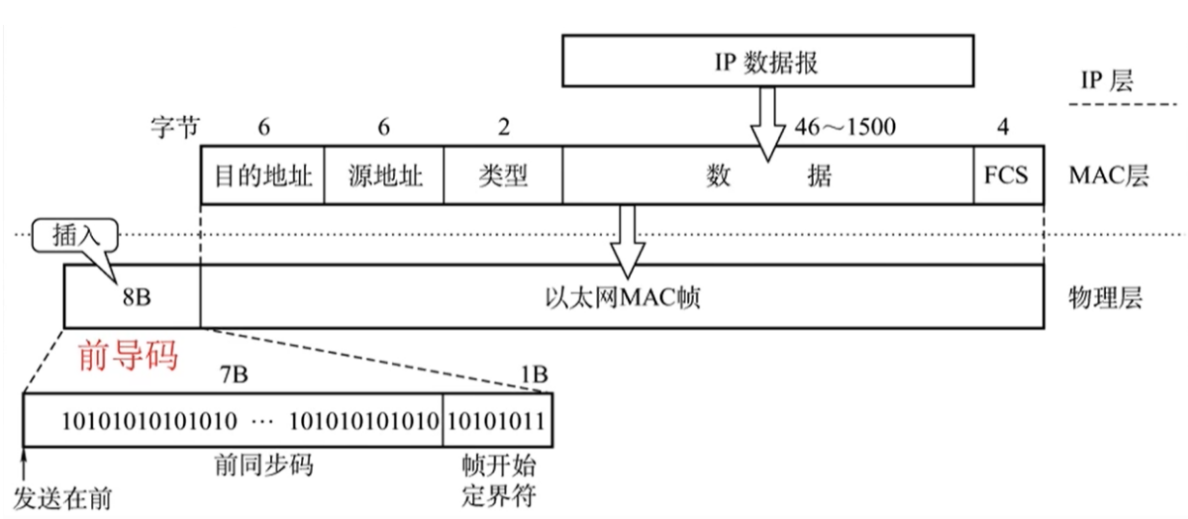 IP 数据报
IP 层
字节 6 6 2 46～1500 4
目的地址 源地址 类型 数 据 FCS MAC层
插入
8B 以太网MAC帧 物理层
前导码
7B 1B
10101010101010 … 101010101010 10101011
前同步码 帧开始
定界符
发送在前